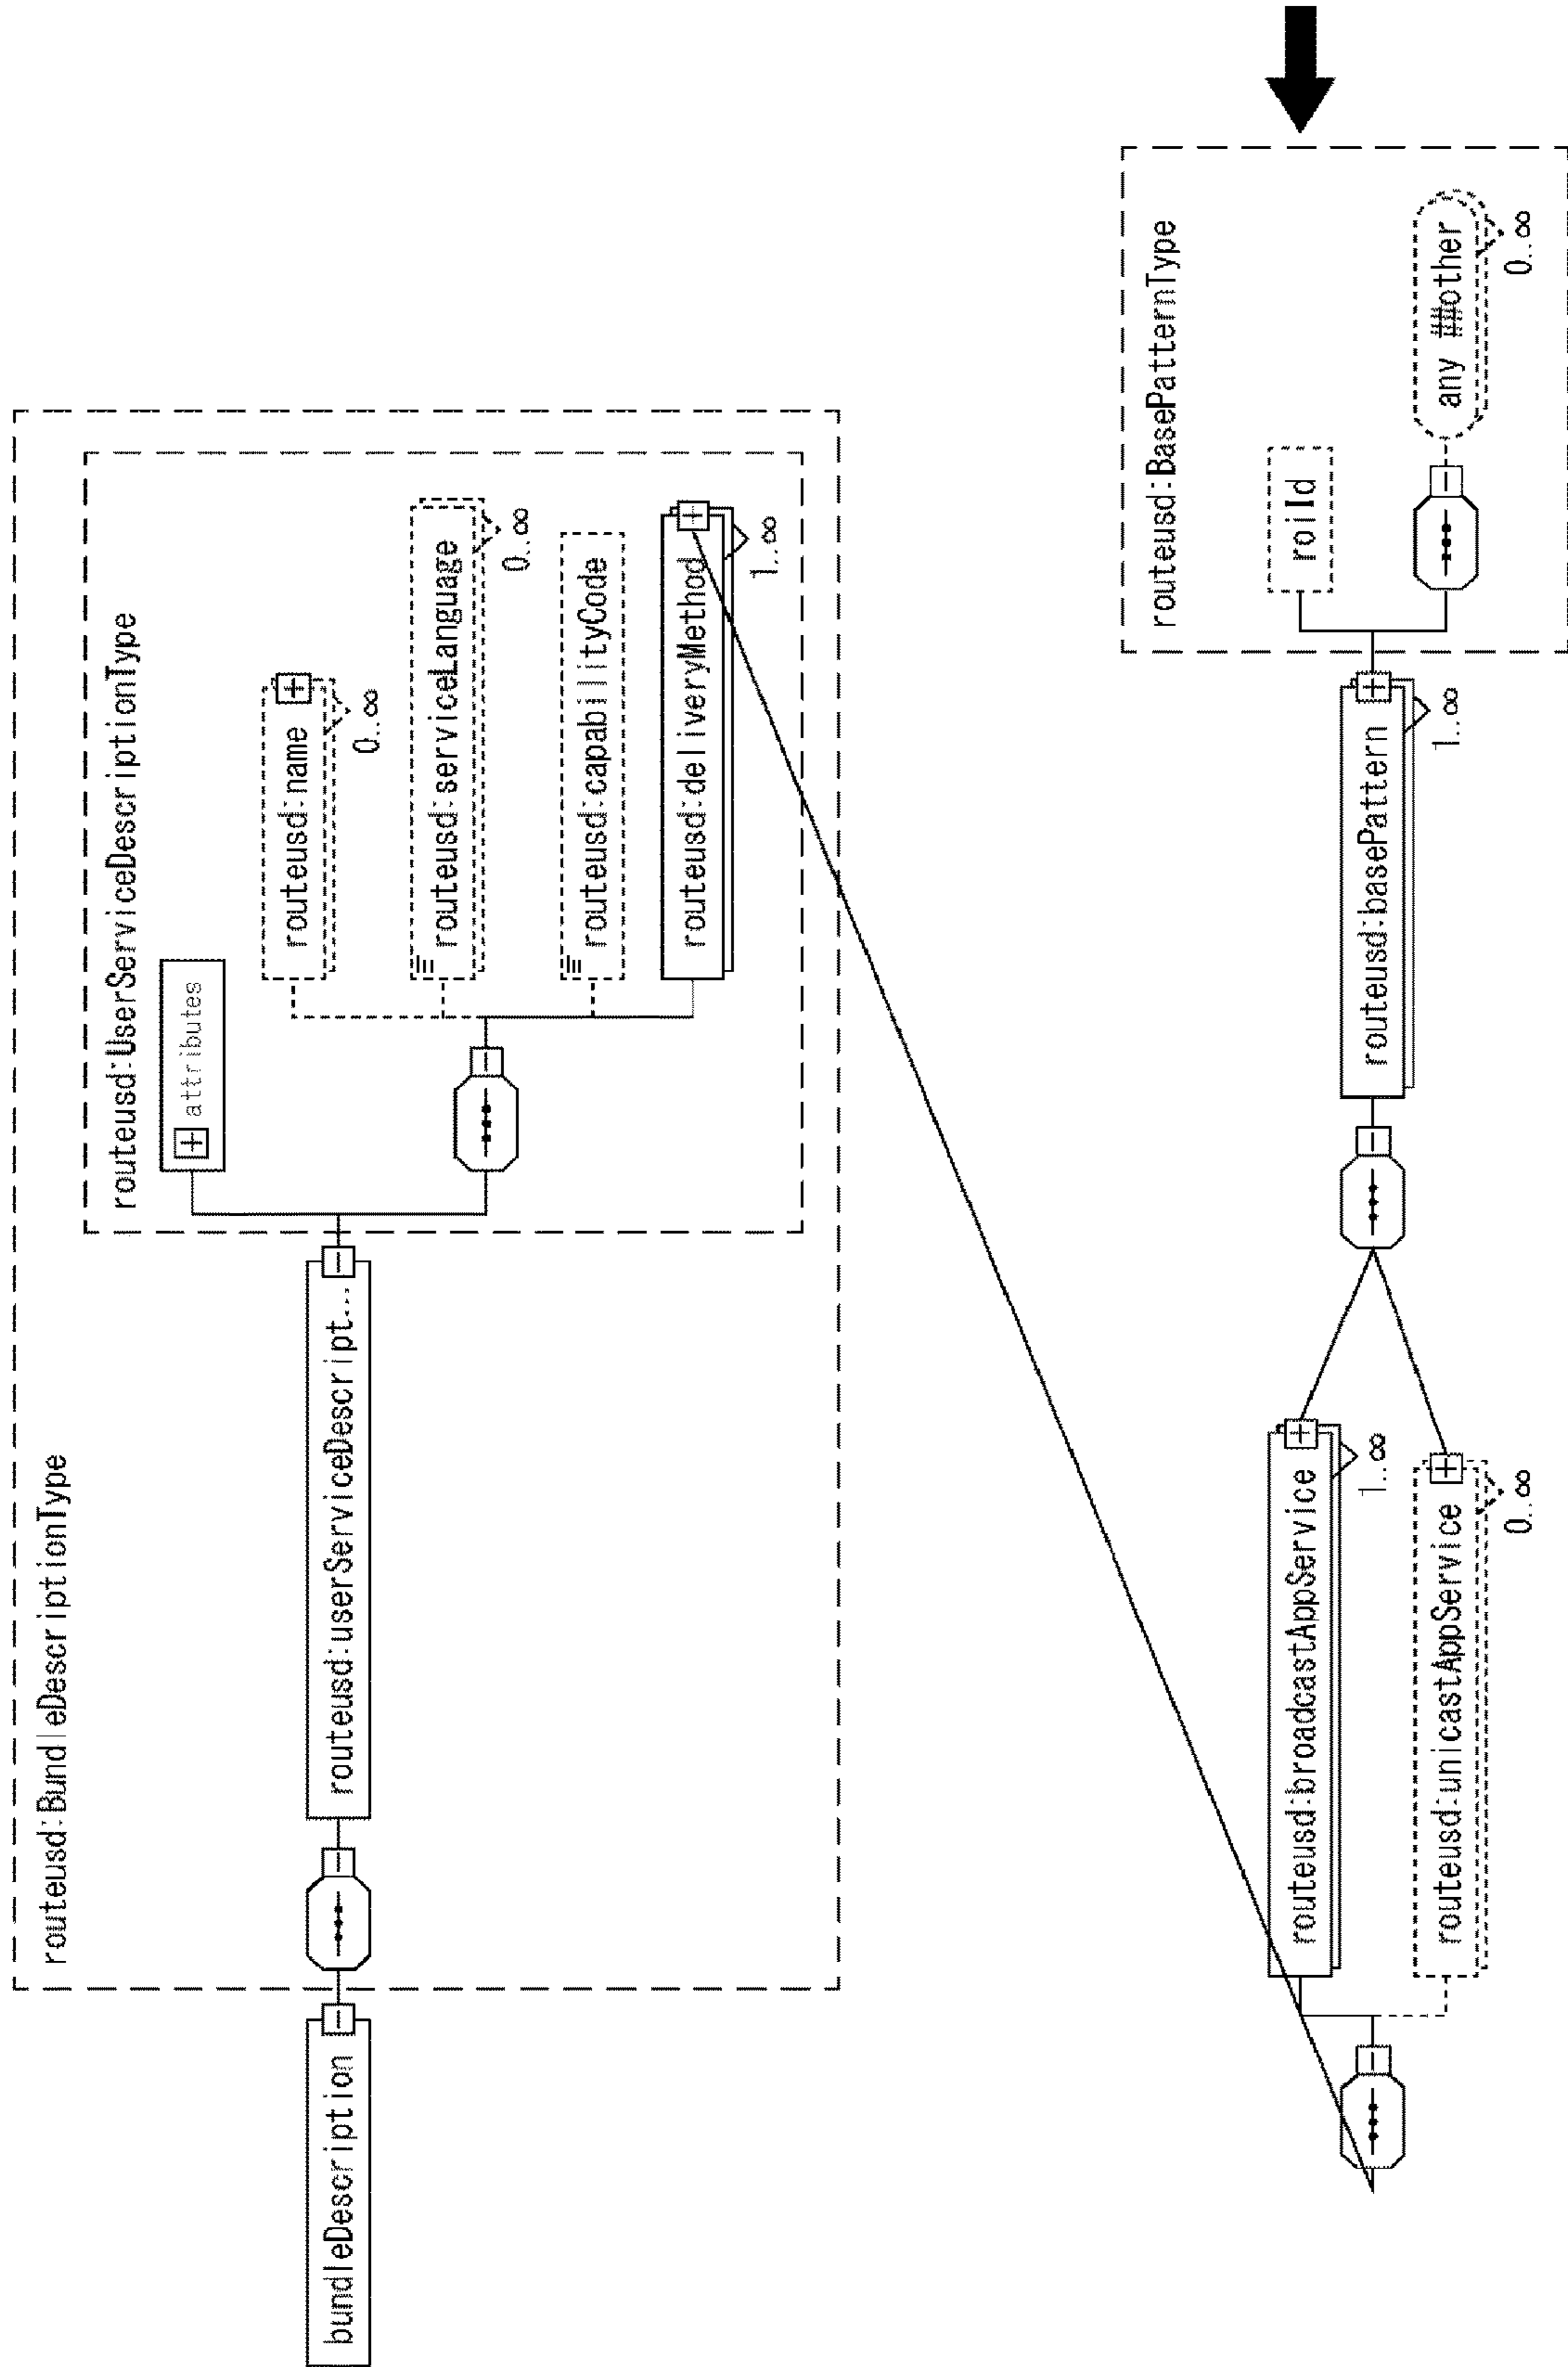 routeusd:BundleDescriptionType
routeusd:UserServiceDescriptionType
bundleDescription
routeusd:userServiceDescript...
attributes
routeusd:name
0..∞
routeusd:serviceLanguage
0..∞
routeusd:capabilityCode
routeusd:deliveryMethod
1..∞
routeusd:broadcastAppService
1..∞
routeusd:unicastAppService
0..∞
routeusd:basePattern
1..∞
routeusd:BasePatternType
roiId
any ##other
0..∞